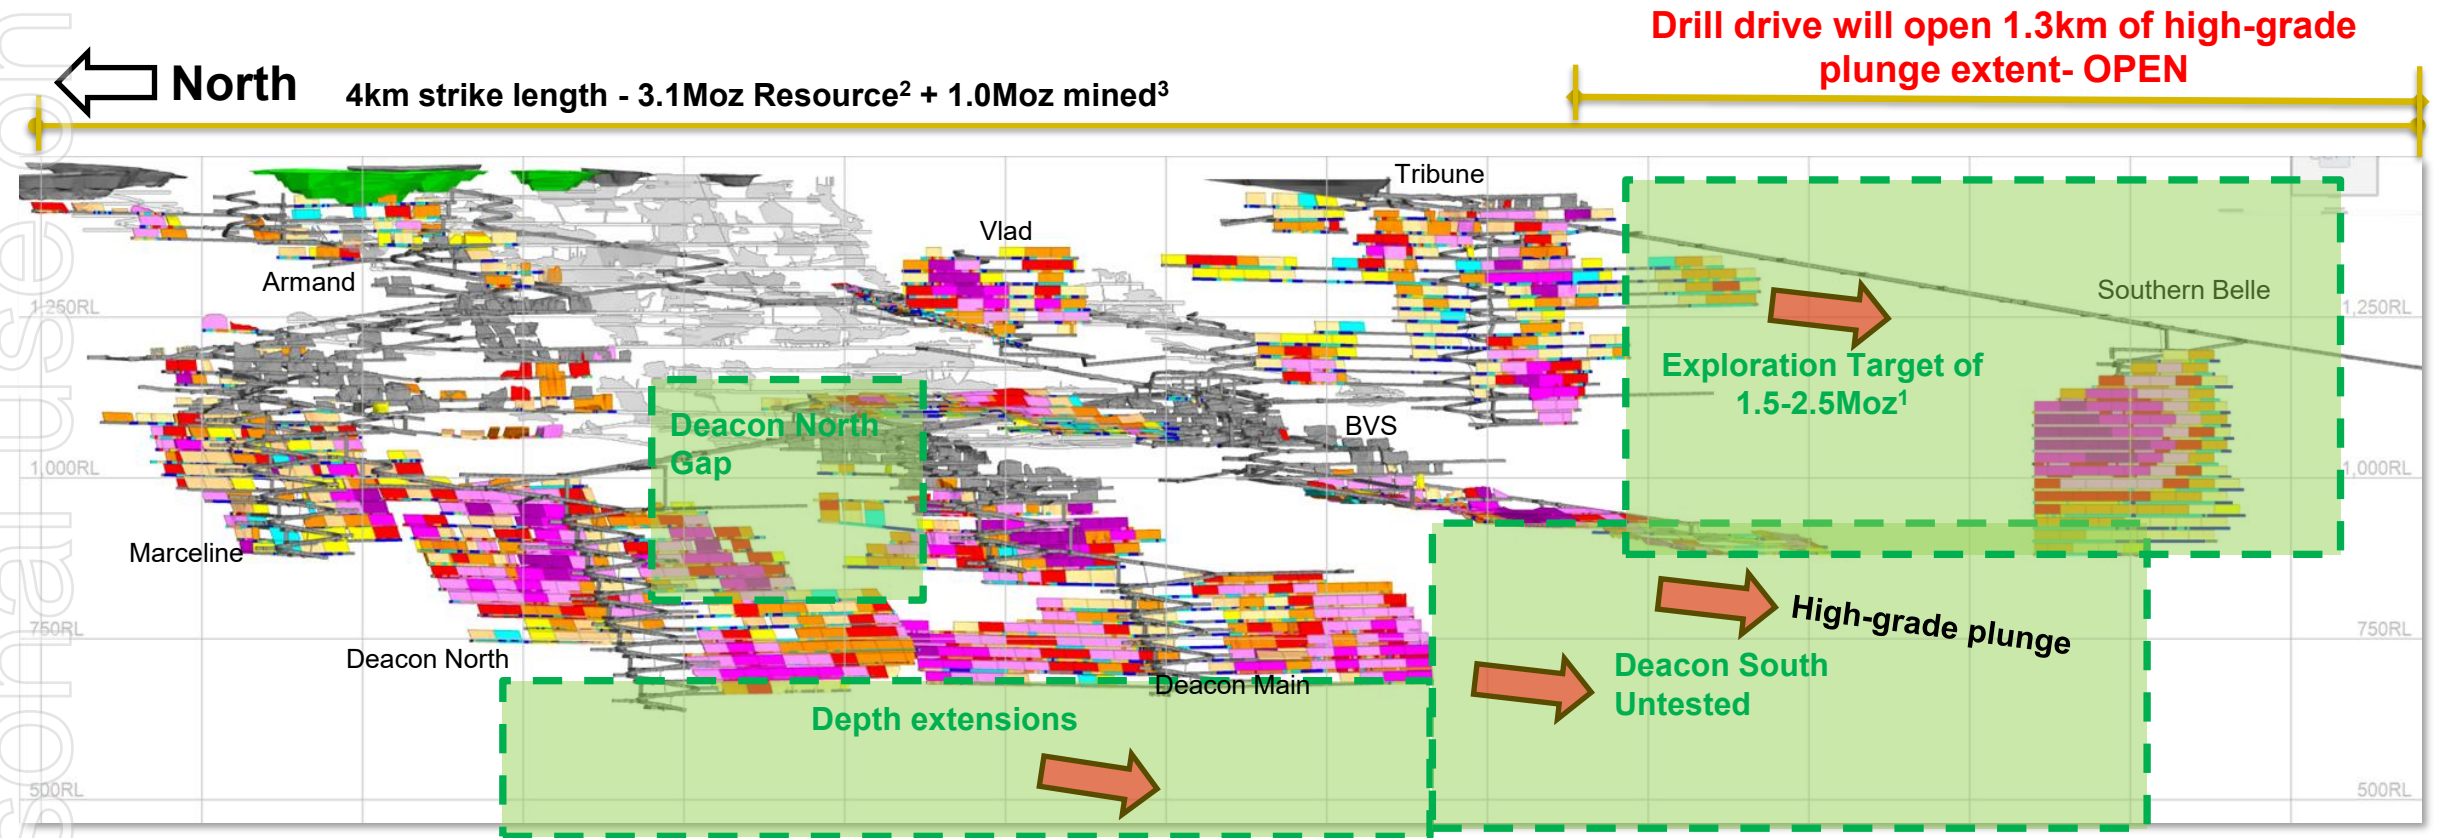 Drill drive will open 1.3km of high-grade
plunge extent- OPEN
North
4km strike length - 3.1Moz Resource² + 1.0Moz mined³
Tribune
Vlad
Armand
Southern Belle
1,250RL
1,250RL
Exploration Target of
1.5-2.5Moz¹
Deacon North
Gap
BVS
1,000RL
1,000RL
Marceline
High-grade plunge
750RL
750RL
Deacon North
Deacon South
Untested
Deacon Main
Depth extensions
500RL
500RL
sonal use on